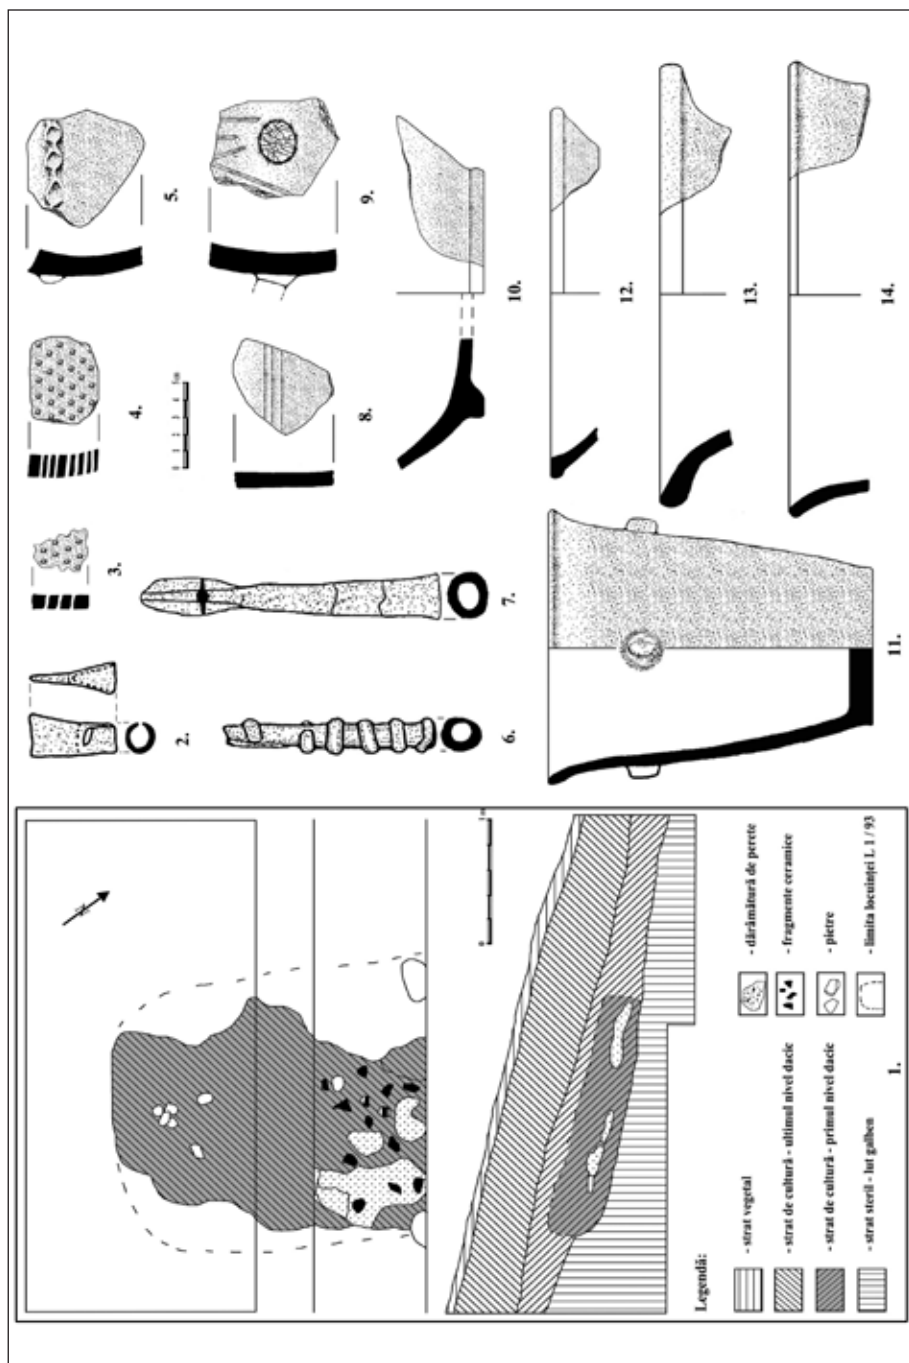 2.
3.
4.
5.
6.
7.
8.
9.
10.
11.
12.
13.
14.
0
1 m
Legendă:
- strat vegetal
- strat de cultură - ultimul nivel dacic
- strat de cultură - primul nivel dacic
- strat steril - lut galben
- dărâmătură de perete
- fragmente ceramice
- pietre
- limita locuinței L 1 / 93
1.